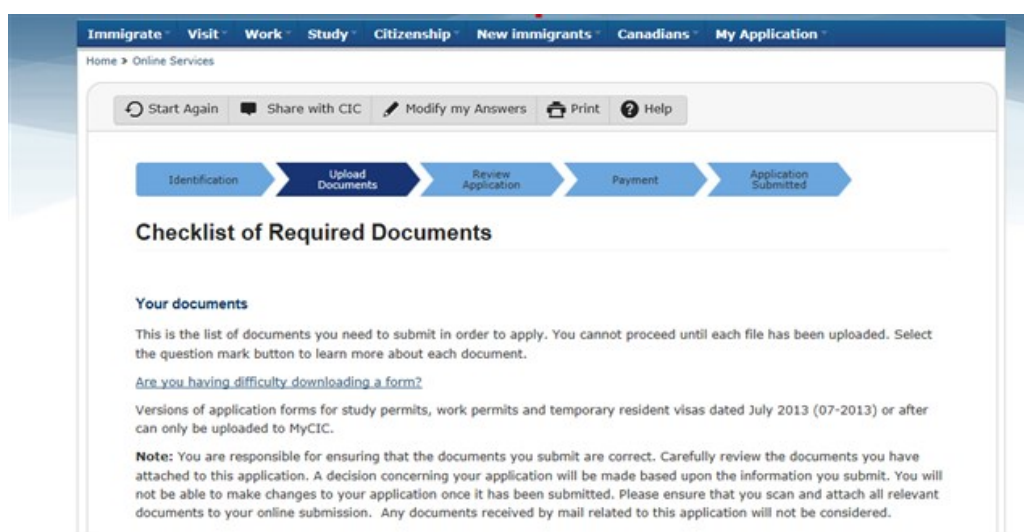 Immigrate Visit Work Study Citizenship New immigrants Canadians My Application
Home > Online Services
Start Again Share with CIC Modify my Answers Print ? Help
Identification Upload Documents Review Application Payment Application Submitted
Checklist of Required Documents
Your documents
This is the list of documents you need to submit in order to apply. You cannot proceed until each file has been uploaded. Select
the question mark button to learn more about each document.
Are you having difficulty downloading a form?
Versions of application forms for study permits, work permits and temporary resident visas dated July 2013 (07-2013) or after
can only be uploaded to MyCIC.
Note: You are responsible for ensuring that the documents you submit are correct. Carefully review the documents you have
attached to this application. A decision concerning your application will be made based upon the information you submit. You will
not be able to make changes to your application once it has been submitted. Please ensure that you scan and attach all relevant
documents to your online submission. Any documents received by mail related to this application will not be considered.